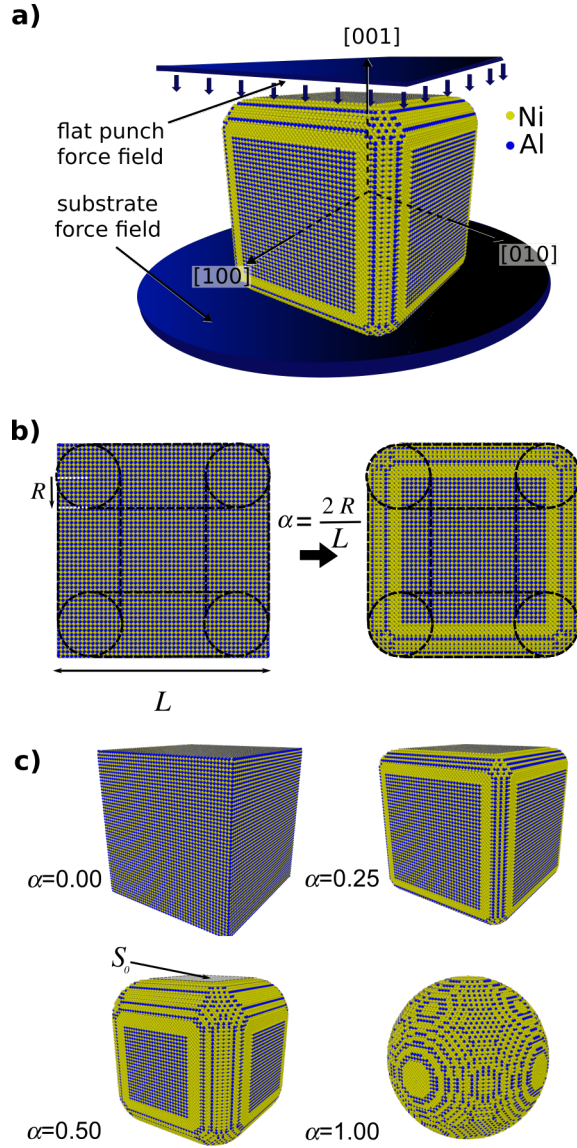 a)
[001]
flat punch
force field
Ni
Al
substrate
force field
[100]
[010]
b)
R
α = 2 R / L
L
c)
α=0.00
α=0.25
S₀
α=0.50
α=1.00